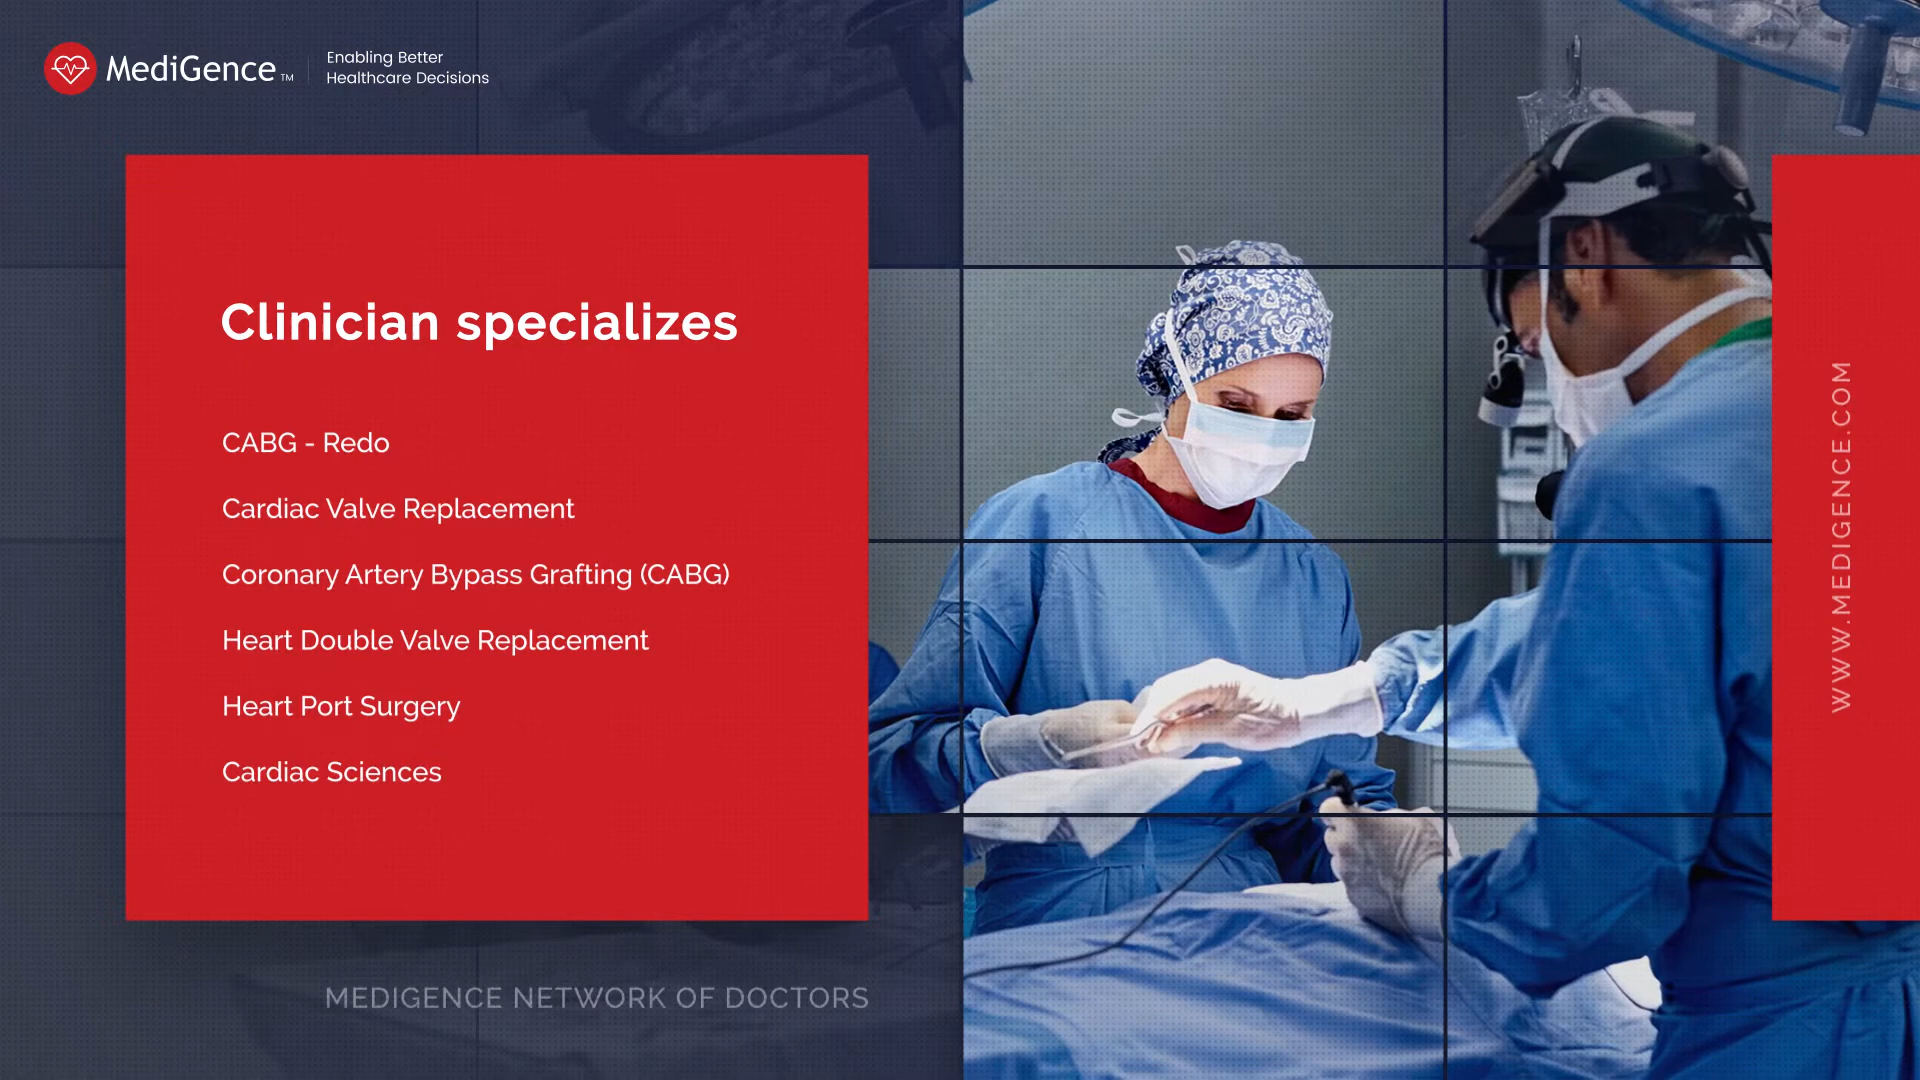 MediGence TM
Enabling Better
Healthcare Decisions
Clinician specializes
CABG - Redo
Cardiac Valve Replacement
Coronary Artery Bypass Grafting (CABG)
Heart Double Valve Replacement
Heart Port Surgery
Cardiac Sciences
WWW.MEDIGENCE.COM
MEDIGENCE NETWORK OF DOCTORS